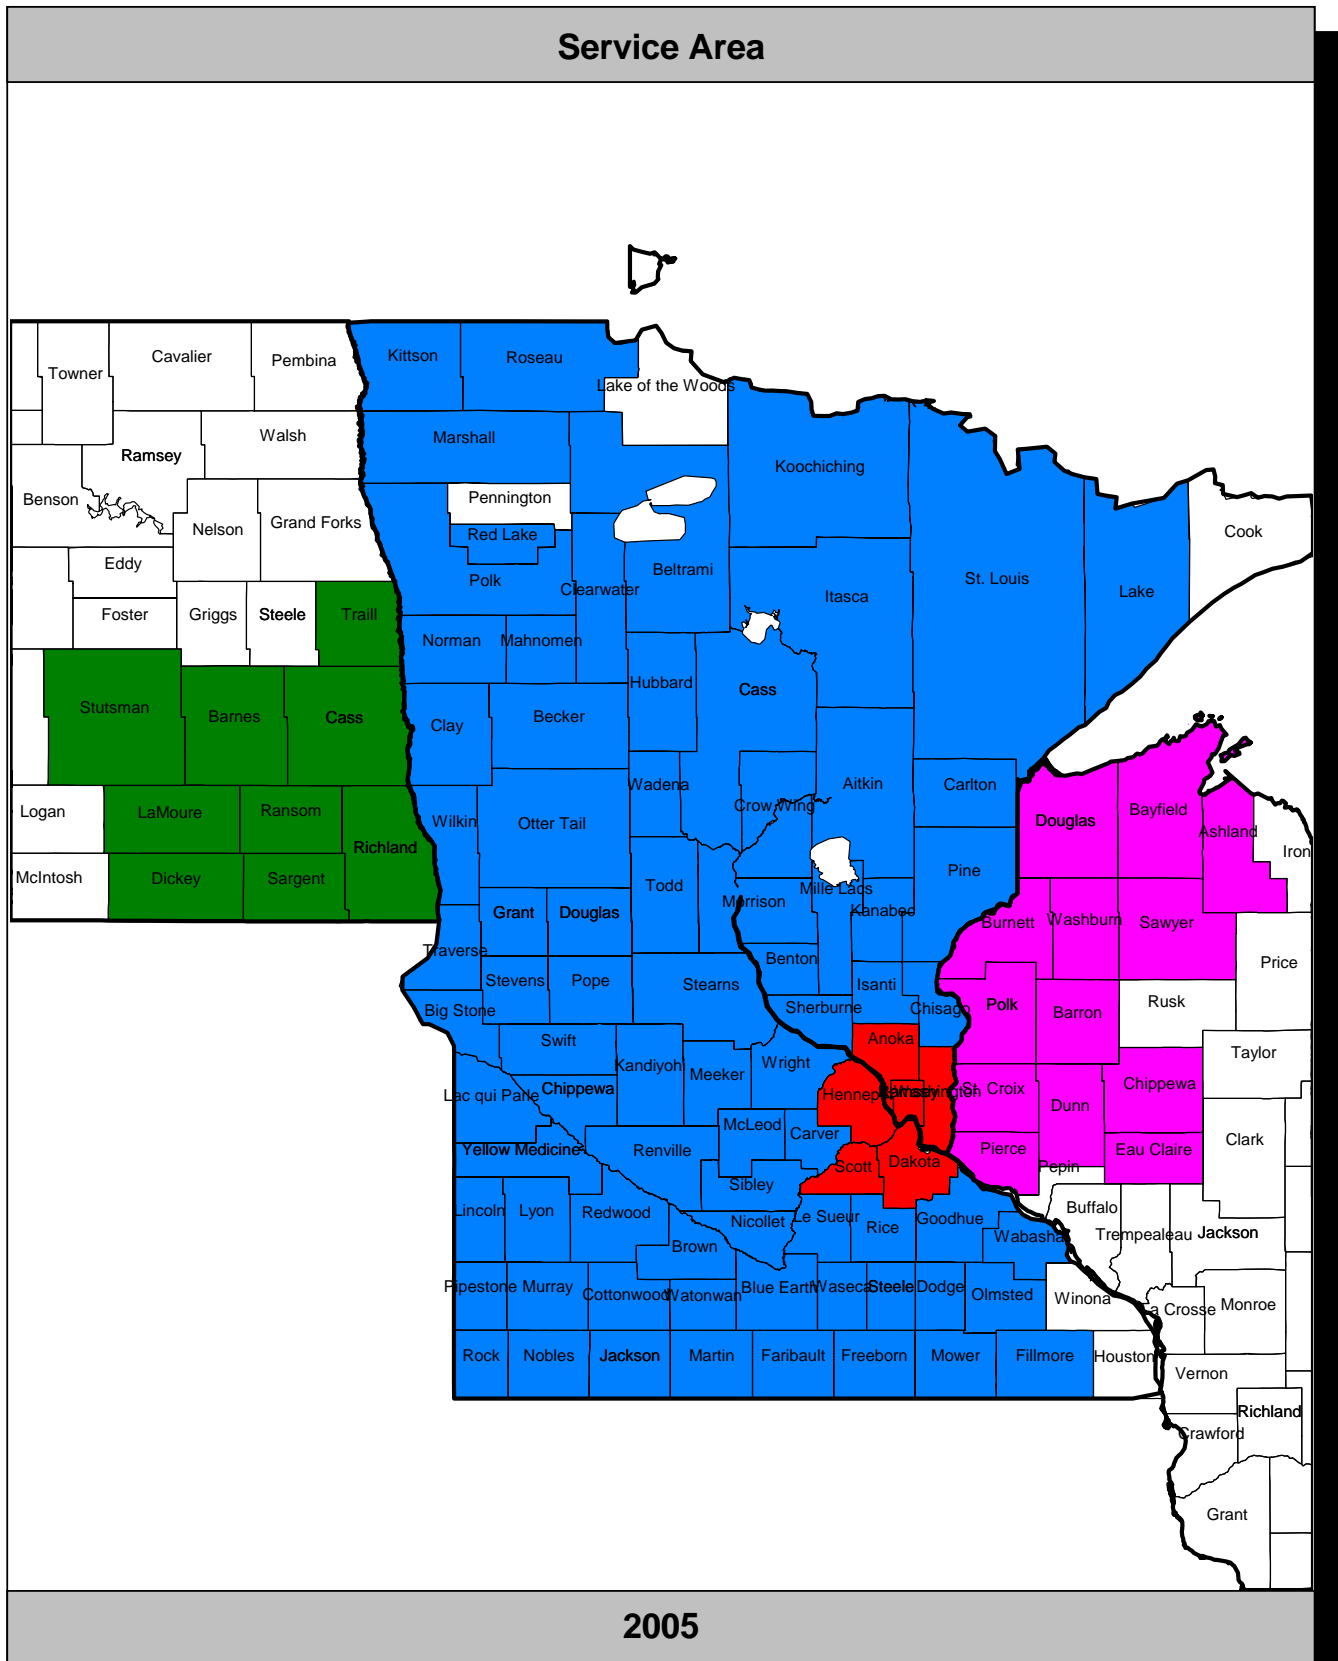 Service Area
Towner
Cavalier
Pembina
Kittson
Roseau
Lake of the Woods
Walsh
Ramsey
Marshall
Koochiching
Benson
Pennington
Nelson
Grand Forks
Red Lake
Cook
Eddy
Polk
Beltrami
Clearwater
St. Louis
Lake
Itasca
Foster
Griggs
Steele
Traill
Norman
Mahnomen
Hubbard
Cass
Stutsman
Barnes
Cass
Clay
Becker
Wadena
Crow Wing
Aitkin
Carlton
Logan
LaMoure
Ransom
Richland
Wilkin
Otter Tail
Douglas
Bayfield
Ashland
Iron
McIntosh
Dickey
Sargent
Todd
Morrison
Mille Lacs
Kanabec
Pine
Grant
Douglas
Burnett
Washburn
Sawyer
Traverse
Benton
Price
Stevens
Pope
Stearns
Isanti
Big Stone
Sherburne
Chisago
Polk
Barron
Rusk
Swift
Anoka
Taylor
Kandiyohi
Meeker
Wright
Lac qui Parle
Chippewa
Hennepin
Ramsey
Washington
St. Croix
Dunn
Chippewa
McLeod
Carver
Clark
Yellow Medicine
Renville
Scott
Dakota
Pierce
Pepin
Eau Claire
Sibley
Lincoln
Lyon
Redwood
Nicollet
Le Sueur
Rice
Goodhue
Wabasha
Buffalo
Trempealeau
Jackson
Brown
Pipestone
Murray
Cottonwood
Watonwan
Blue Earth
Waseca
Steele
Dodge
Olmsted
Winona
La Crosse
Monroe
Rock
Nobles
Jackson
Martin
Faribault
Freeborn
Mower
Fillmore
Houston
Vernon
Richland
Crawford
Grant
2005